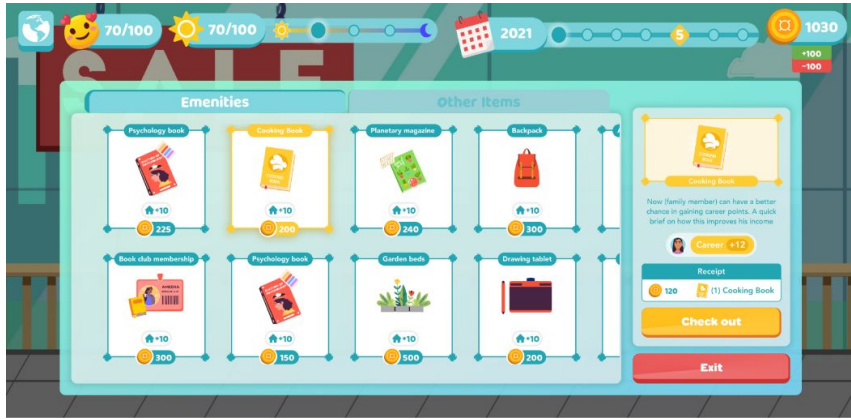 70/100
70/100
2021
5
1030
+100
-100
SALE
Emenities
Other Items
Psychology book
Cooking Book
Planetary magazine
Backpack
+10
+10
+10
+10
225
200
240
300
Book club membership
Psychology book
Garden beds
Drawing tablet
+10
+10
+10
+10
300
150
500
200
Cooking Book
Now (family member) can have a better
chance in gaining career points. A quick
brief on how this improves his income
Career +12
Receipt
120 (1) Cooking Book
Check out
Exit